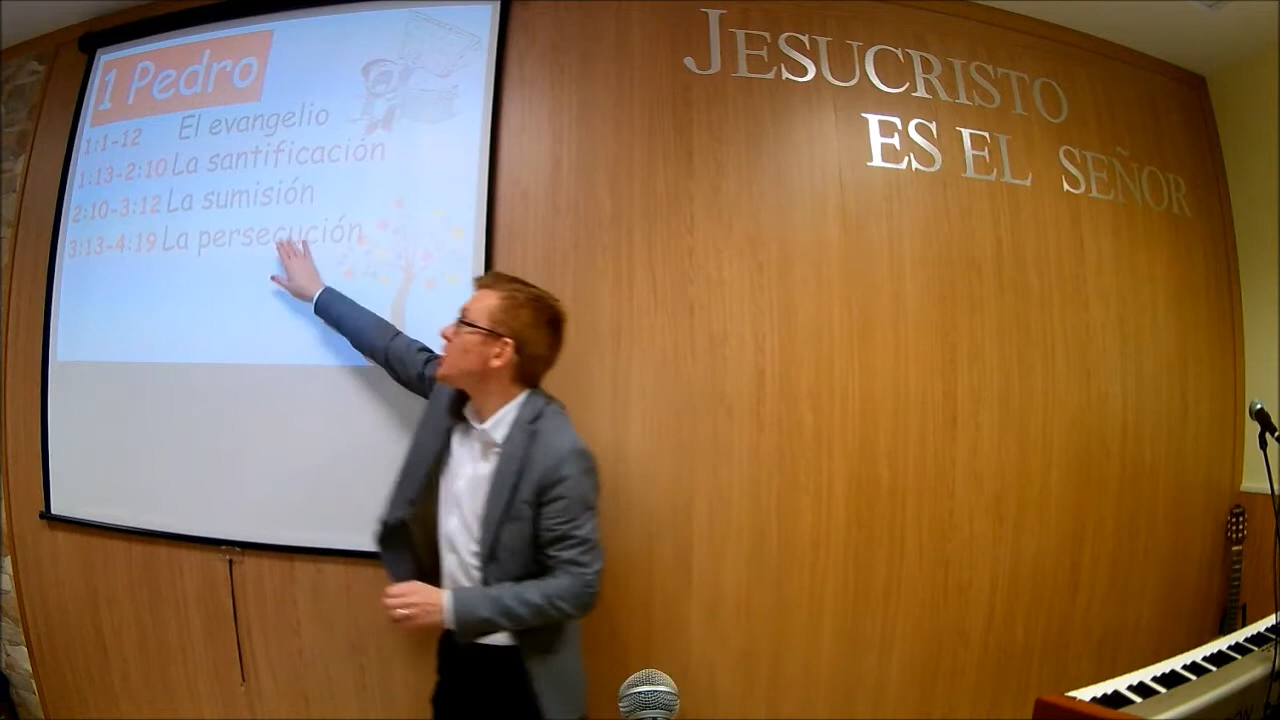 1 Pedro
1:1-12 El evangelio
1:13-2:10 La santificación
2:10-3:12 La sumisión
3:13-4:19 La persecución
JESUCRISTO
ES EL SEÑOR